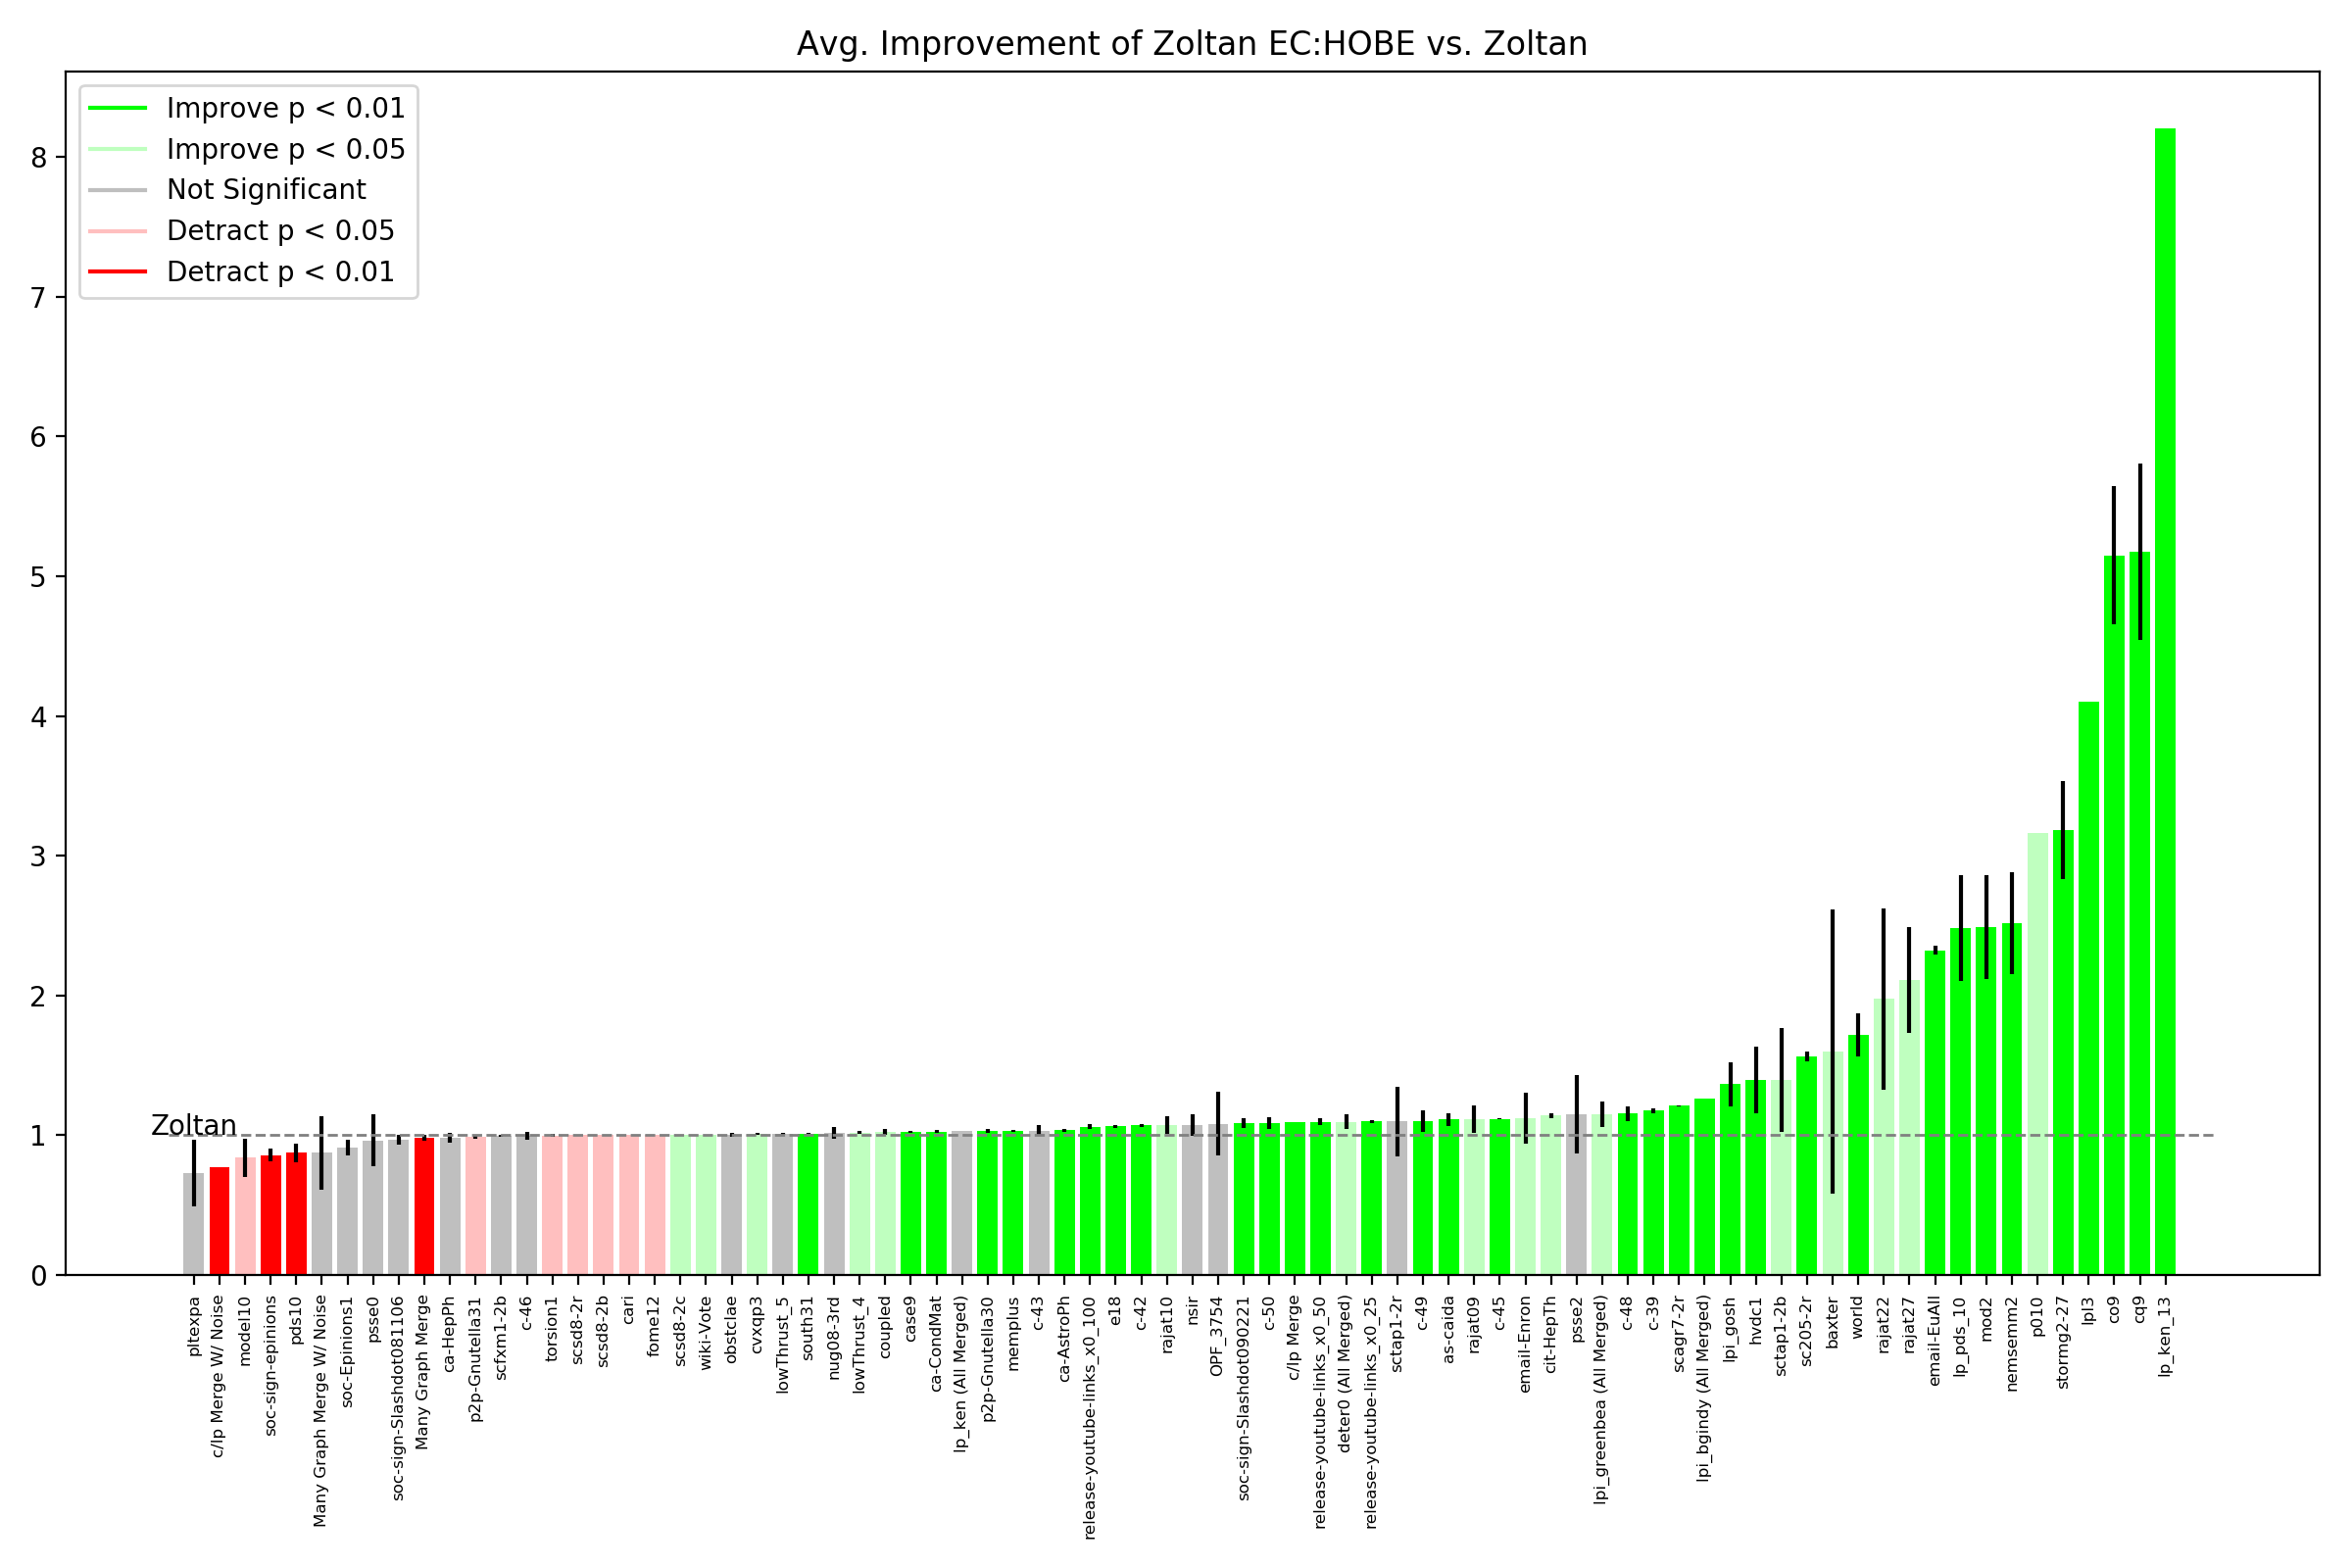 Avg. Improvement of Zoltan EC:HOBE vs. Zoltan
Improve p < 0.01
Improve p < 0.05
Not Significant
Detract p < 0.05
Detract p < 0.01
8
7
6
5
4
3
2
1
0
Zoltan
pltexpa
c/lp Merge W/ Noise
model10
soc-sign-epinions
pds10
Many Graph Merge W/ Noise
soc-Epinions1
psse0
soc-sign-Slashdot081106
Many Graph Merge
ca-HepPh
p2p-Gnutella31
scfxm1-2b
c-46
torsion1
scsd8-2r
scsd8-2b
cari
fome12
scsd8-2c
wiki-Vote
obstclae
cvxqp3
lowThrust_5
south31
nug08-3rd
lowThrust_4
coupled
case9
ca-CondMat
lp_ken (All Merged)
p2p-Gnutella30
memplus
c-43
ca-AstroPh
release-youtube-links_x0_100
e18
c-42
rajat10
nsir
OPF_3754
soc-sign-Slashdot090221
c-50
c/lp Merge
release-youtube-links_x0_50
deter0 (All Merged)
release-youtube-links_x0_25
sctap1-2r
c-49
as-caida
rajat09
c-45
email-Enron
cit-HepTh
psse2
lpi_greenbea (All Merged)
c-48
c-39
scagr7-2r
lpi_bgindy (All Merged)
lpi_gosh
hvdc1
sctap1-2b
sc205-2r
baxter
world
rajat22
rajat27
email-EuAll
lp_pds_10
mod2
nemsemm2
p010
stormg2-27
lpl3
co9
cq9
lp_ken_13